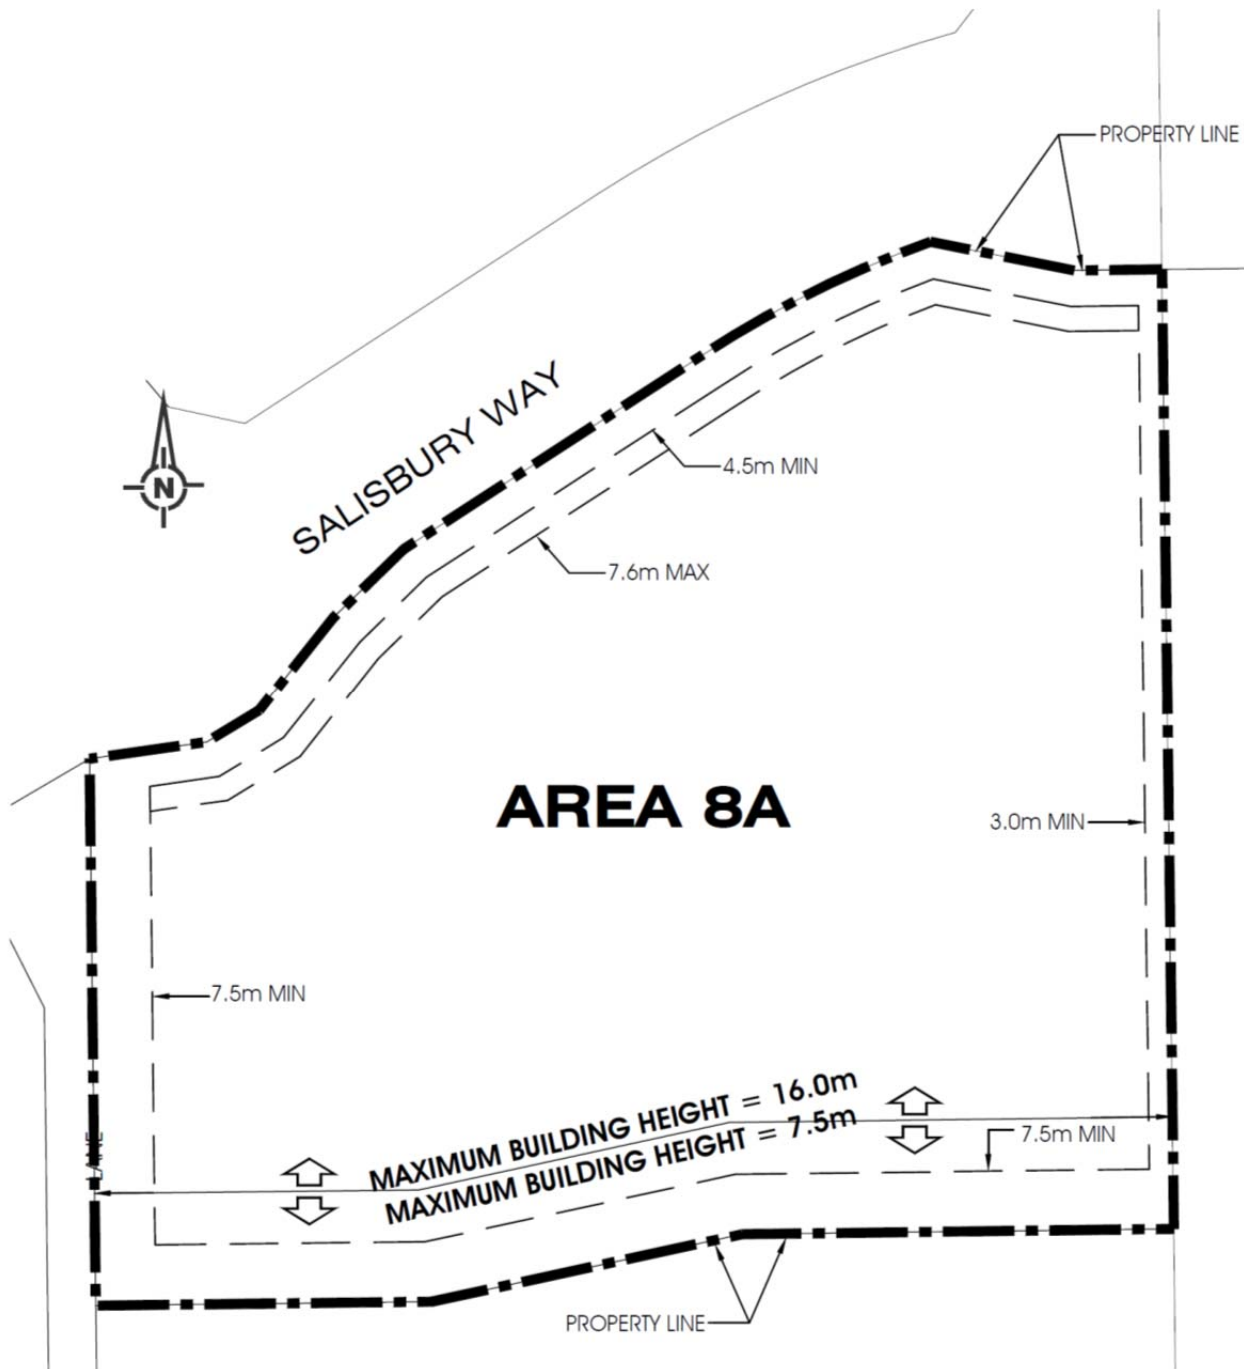 PROPERTY LINE
SALISBURY WAY
4.5m MIN
N
7.6m MAX
AREA 8A
3.0m MIN
7.5m MIN
MAXIMUM BUILDING HEIGHT = 16.0m
MAXIMUM BUILDING HEIGHT = 7.5m
7.5m MIN
LANE
PROPERTY LINE